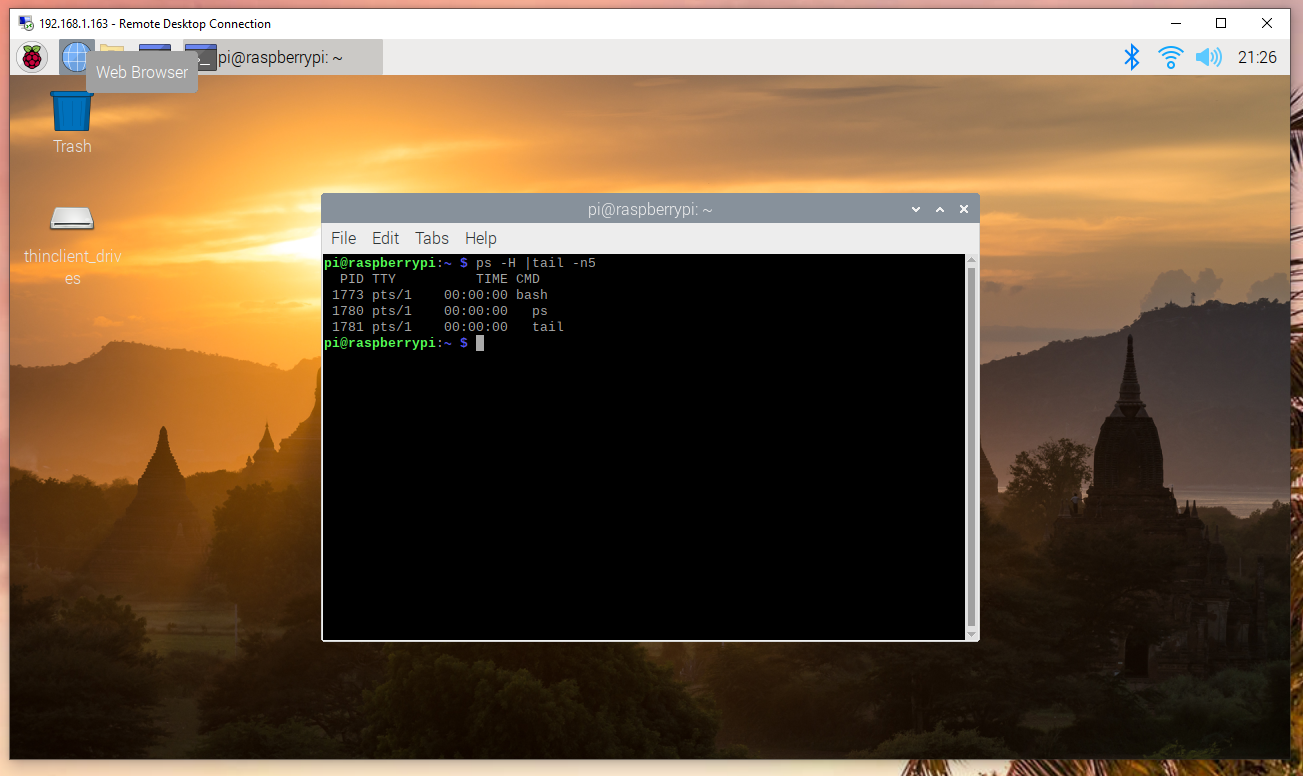 192.168.1.163 - Remote Desktop Connection
pi@raspberrypi: ~
21:26
Web Browser
Trash
thinclient_driv
es
pi@raspberrypi: ~
File Edit Tabs Help
pi@raspberrypi:~ $ ps -H |tail -n5
  PID TTY          TIME CMD
 1773 pts/1    00:00:00 bash
 1780 pts/1    00:00:00   ps
 1781 pts/1    00:00:00   tail
pi@raspberrypi:~ $